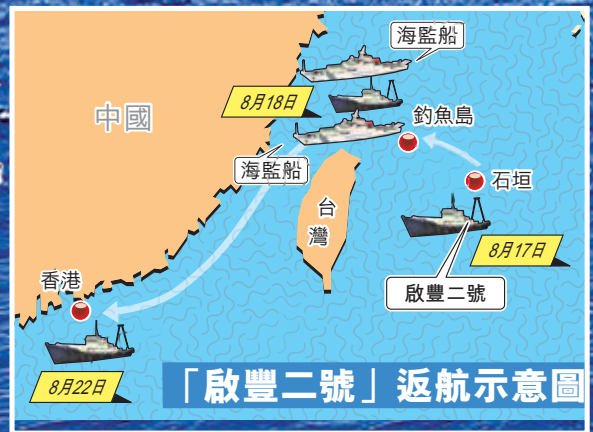 海監船
8月18日
中國
釣魚島
海監船
石垣
台
灣
8月17日
啟豐二號
香港
8月22日
「啟豐二號」返航示意圖